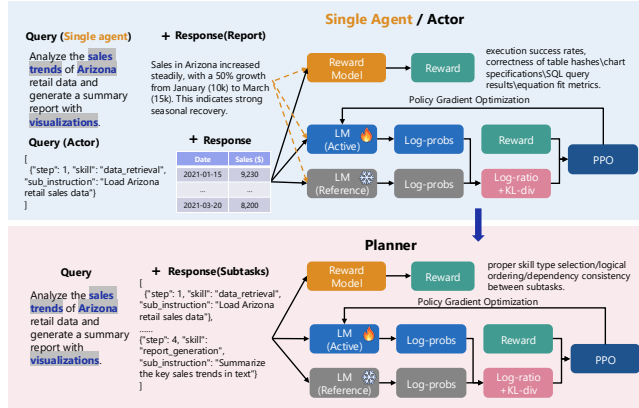 Single Agent / Actor
Query (Single agent)
Analyze the sales
trends of Arizona
retail data and
generate a summary
report with
visualizations.
Query (Actor)
[
{"step": 1, "skill": "data_retrieval",
"sub_instruction": "Load Arizona
retail sales data"}
]
+ Response(Report)
Sales in Arizona increased
steadily, with a 50% growth
from January (10k) to March
(15k). This indicates strong
seasonal recovery.
+ Response
Date Sales ($)
2021-01-15 9,230
... ...
2021-03-20 8,200
Reward
Model
Reward
execution success rates,
correctness of table hashes\chart
specifications\SQL query
results\equation fit metrics.
Policy Gradient Optimization
LM
(Active)
Log-probs
Reward
PPO
LM
(Reference)
Log-probs
Log-ratio
+KL-div
Planner
Query
Analyze the sales
trends of Arizona
retail data and
generate a summary
report with
visualizations.
+ Response(Subtasks)
[
{"step": 1, "skill": "data_retrieval",
"sub_instruction": "Load Arizona
retail sales data"},
......
{"step": 4, "skill":
"report_generation",
"sub_instruction": "Summarize
the key sales trends in text"}
]
Reward
Model
Reward
proper skill type selection/logical
ordering/dependency consistency
between subtasks.
Policy Gradient Optimization
LM
(Active)
Log-probs
Reward
PPO
LM
(Reference)
Log-probs
Log-ratio
+KL-div